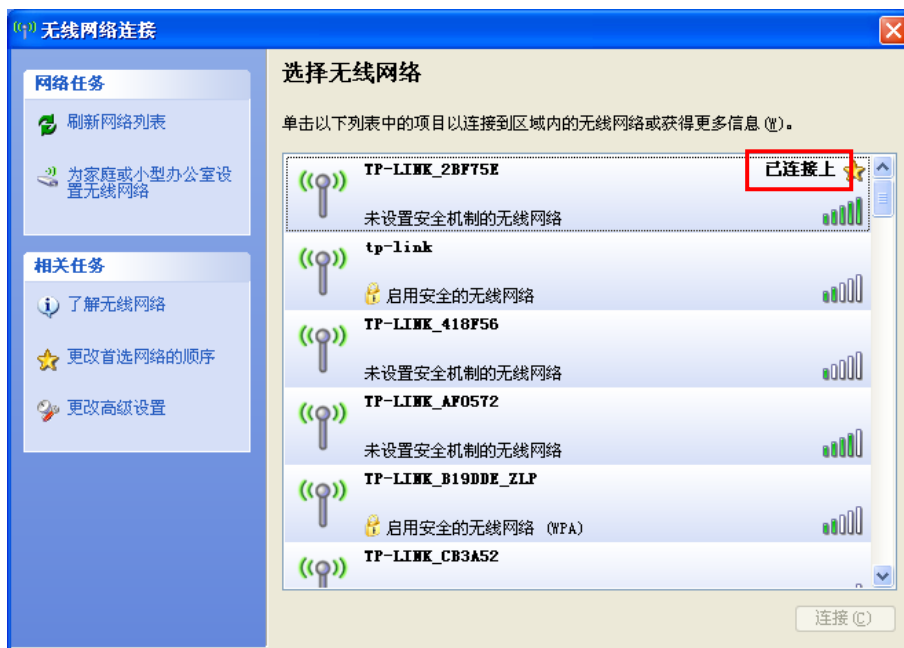 无线网络连接
网络任务
刷新网络列表
为家庭或小型办公室设
置无线网络
相关任务
了解无线网络
更改首选网络的顺序
更改高级设置
选择无线网络
单击以下列表中的项目以连接到区域内的无线网络或获得更多信息(W)。
TP-LINK_2BF75E 已连接上
未设置安全机制的无线网络
tp-link
启用安全的无线网络
TP-LINK_418F56
未设置安全机制的无线网络
TP-LINK_AF0572
未设置安全机制的无线网络
TP-LINK_B19DDE_ZLP
启用安全的无线网络 (WPA)
TP-LINK_CB3A52
连接(C)